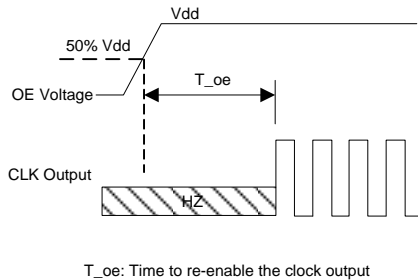 Vdd
50% Vdd
T_oe
OE Voltage
CLK Output
HZ
T_oe: Time to re-enable the clock output